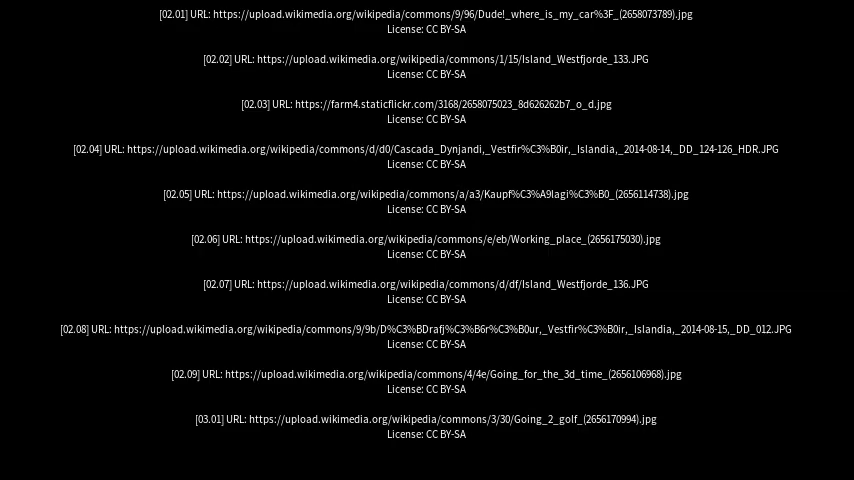 [02.01] URL: https://upload.wikimedia.org/wikipedia/commons/9/96/Dude!_where_is_my_car%3F_(2658073789).jpg
License: CC BY-SA
[02.02] URL: https://upload.wikimedia.org/wikipedia/commons/1/15/Island_Westfjorde_133.JPG
License: CC BY-SA
[02.03] URL: https://farm4.staticflickr.com/3168/2658075023_8d626262b7_o_d.jpg
License: CC BY-SA
[02.04] URL: https://upload.wikimedia.org/wikipedia/commons/d/d0/Cascada_Dynjandi,_Vestfir%C3%B0ir,_Islandia,_2014-08-14,_DD_124-126_HDR.JPG
License: CC BY-SA
[02.05] URL: https://upload.wikimedia.org/wikipedia/commons/a/a3/Kaupf%C3%A9lagi%C3%B0_(2656114738).jpg
License: CC BY-SA
[02.06] URL: https://upload.wikimedia.org/wikipedia/commons/e/eb/Working_place_(2656175030).jpg
License: CC BY-SA
[02.07] URL: https://upload.wikimedia.org/wikipedia/commons/d/df/Island_Westfjorde_136.JPG
License: CC BY-SA
[02.08] URL: https://upload.wikimedia.org/wikipedia/commons/9/9b/D%C3%BDrafj%C3%B6r%C3%B0ur,_Vestfir%C3%B0ir,_Islandia,_2014-08-15,_DD_012.JPG
License: CC BY-SA
[02.09] URL: https://upload.wikimedia.org/wikipedia/commons/4/4e/Going_for_the_3d_time_(2656106968).jpg
License: CC BY-SA
[03.01] URL: https://upload.wikimedia.org/wikipedia/commons/3/30/Going_2_golf_(2656170994).jpg
License: CC BY-SA